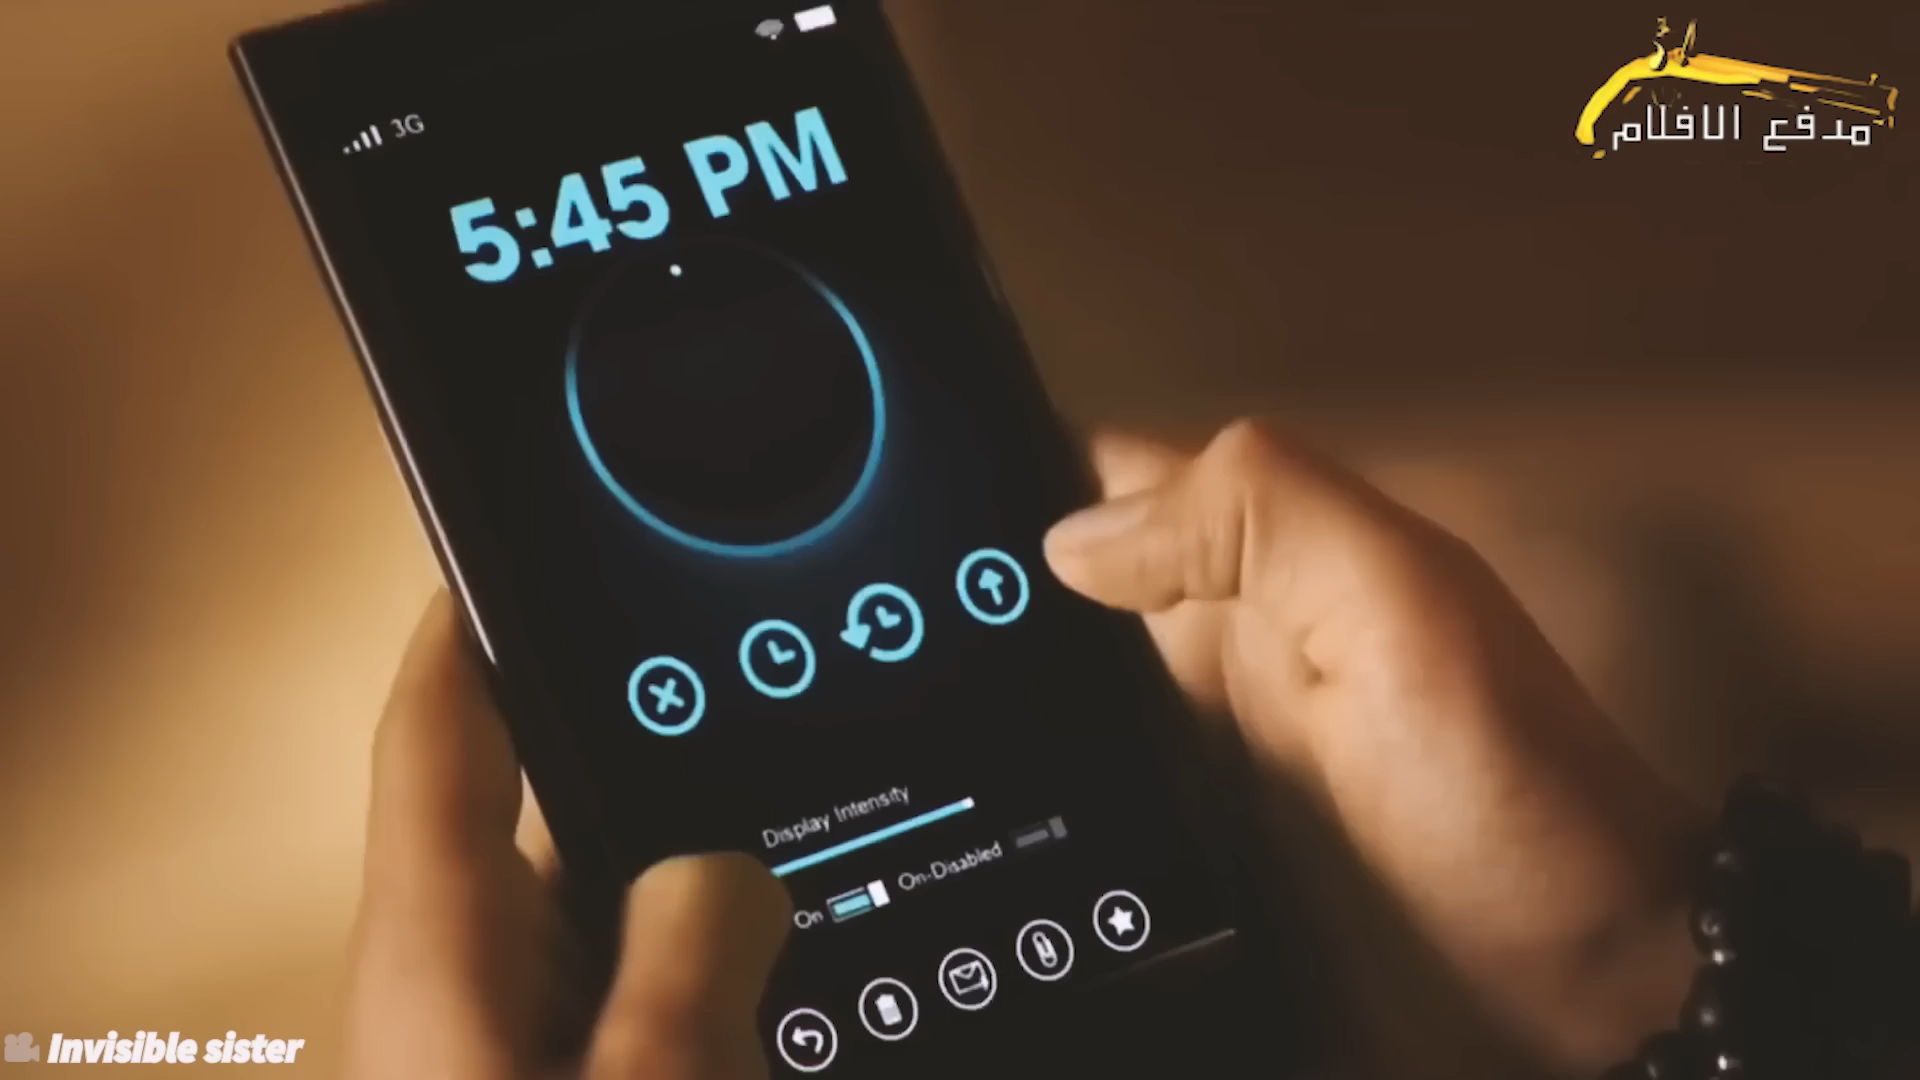 مدفع الافلام
3G
5:45 PM
Display Intensity
On
On-Disabled
Invisible sister